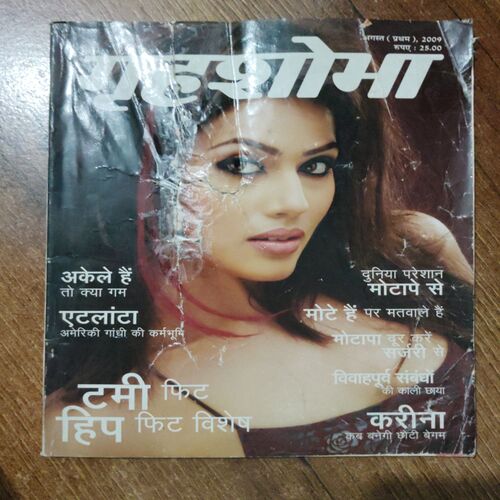 अगस्त ( प्रथम ), 2009
रूपए : 25.00
गृहशोभा
अकेले हैं
तो क्या गम
एटलांटा
अमेरिकी गांधी की कर्मभूमि
टमी फिट
हिप फिट विशेष
दुनिया परेशान
मोटापे से
मोटे हैं पर मतवाले हैं
मोटापा दूर करें
सर्जरी से
विवाहपूर्व संबंधों
की काली छाया
करीना
कब बनेगी छोटी बेगम